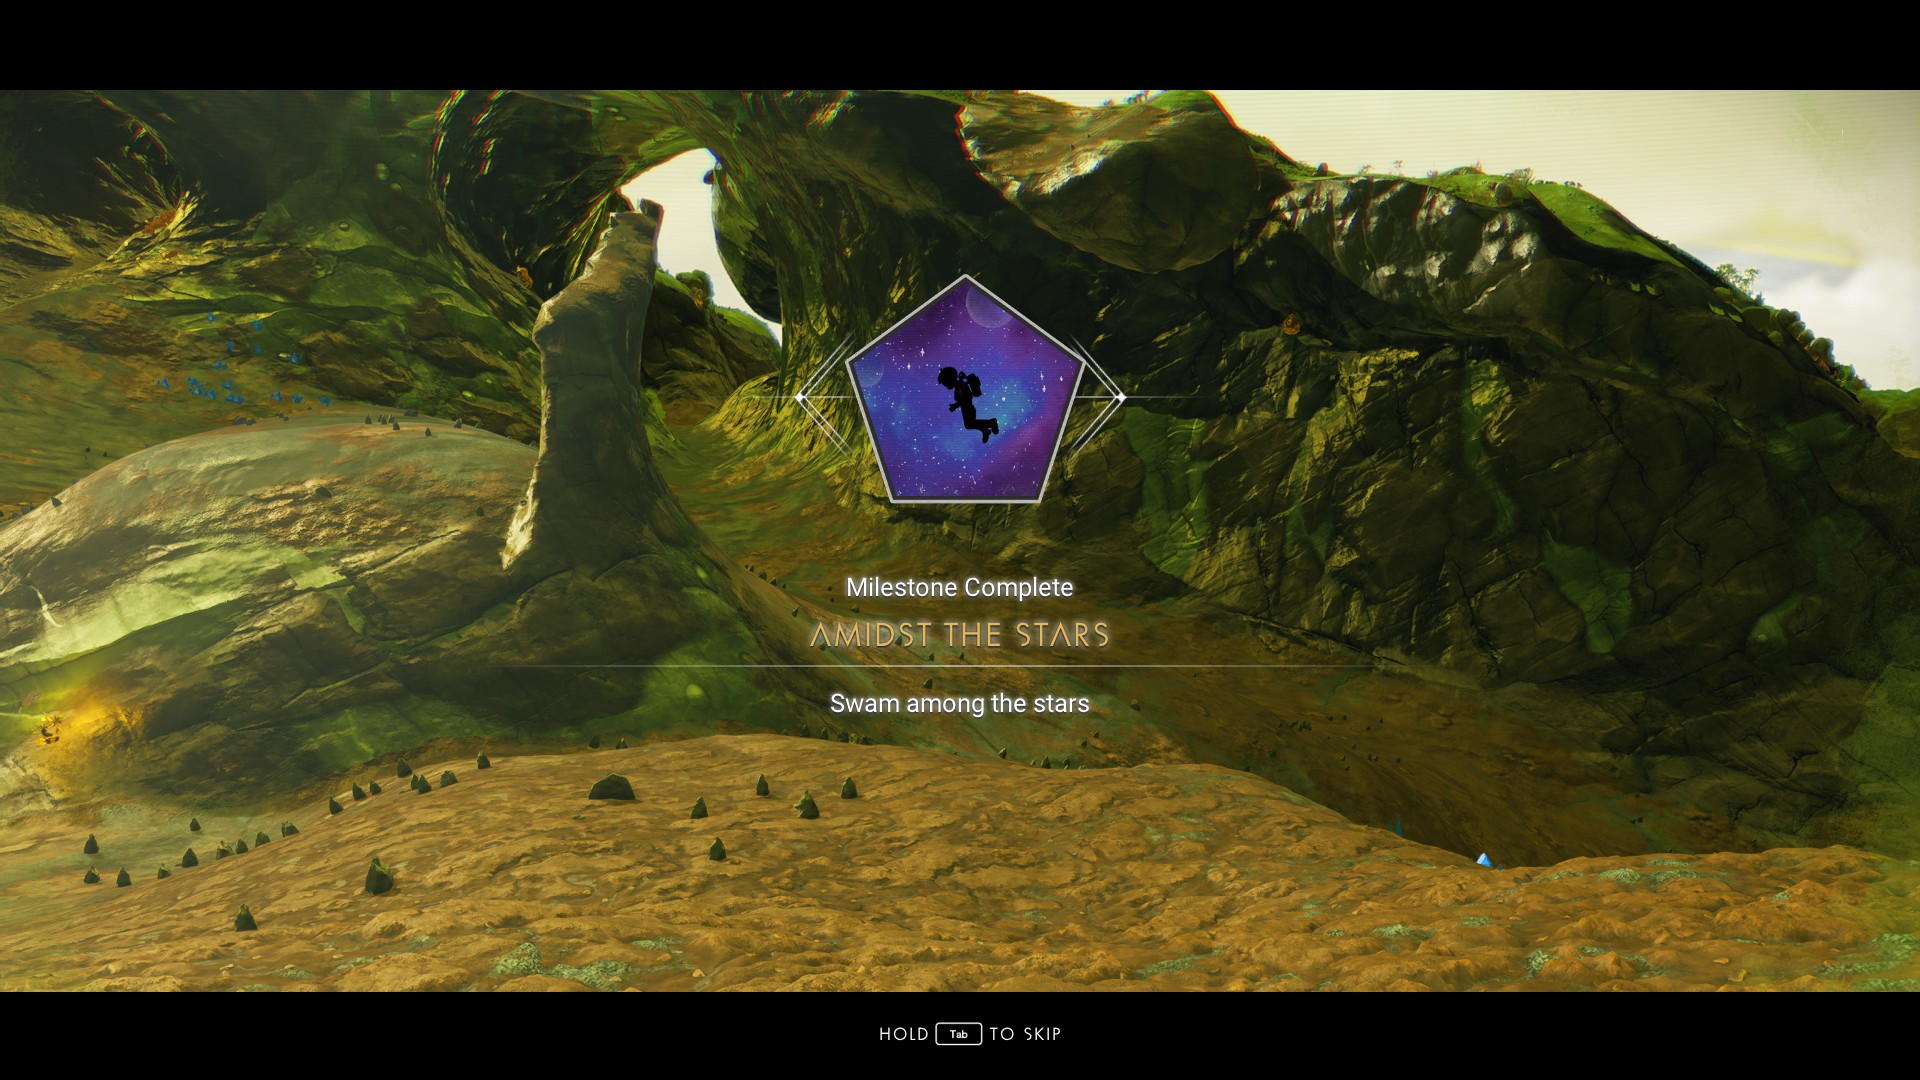 Milestone Complete
AMIDST THE STARS
Swam among the stars
HOLD Tab TO SKIP